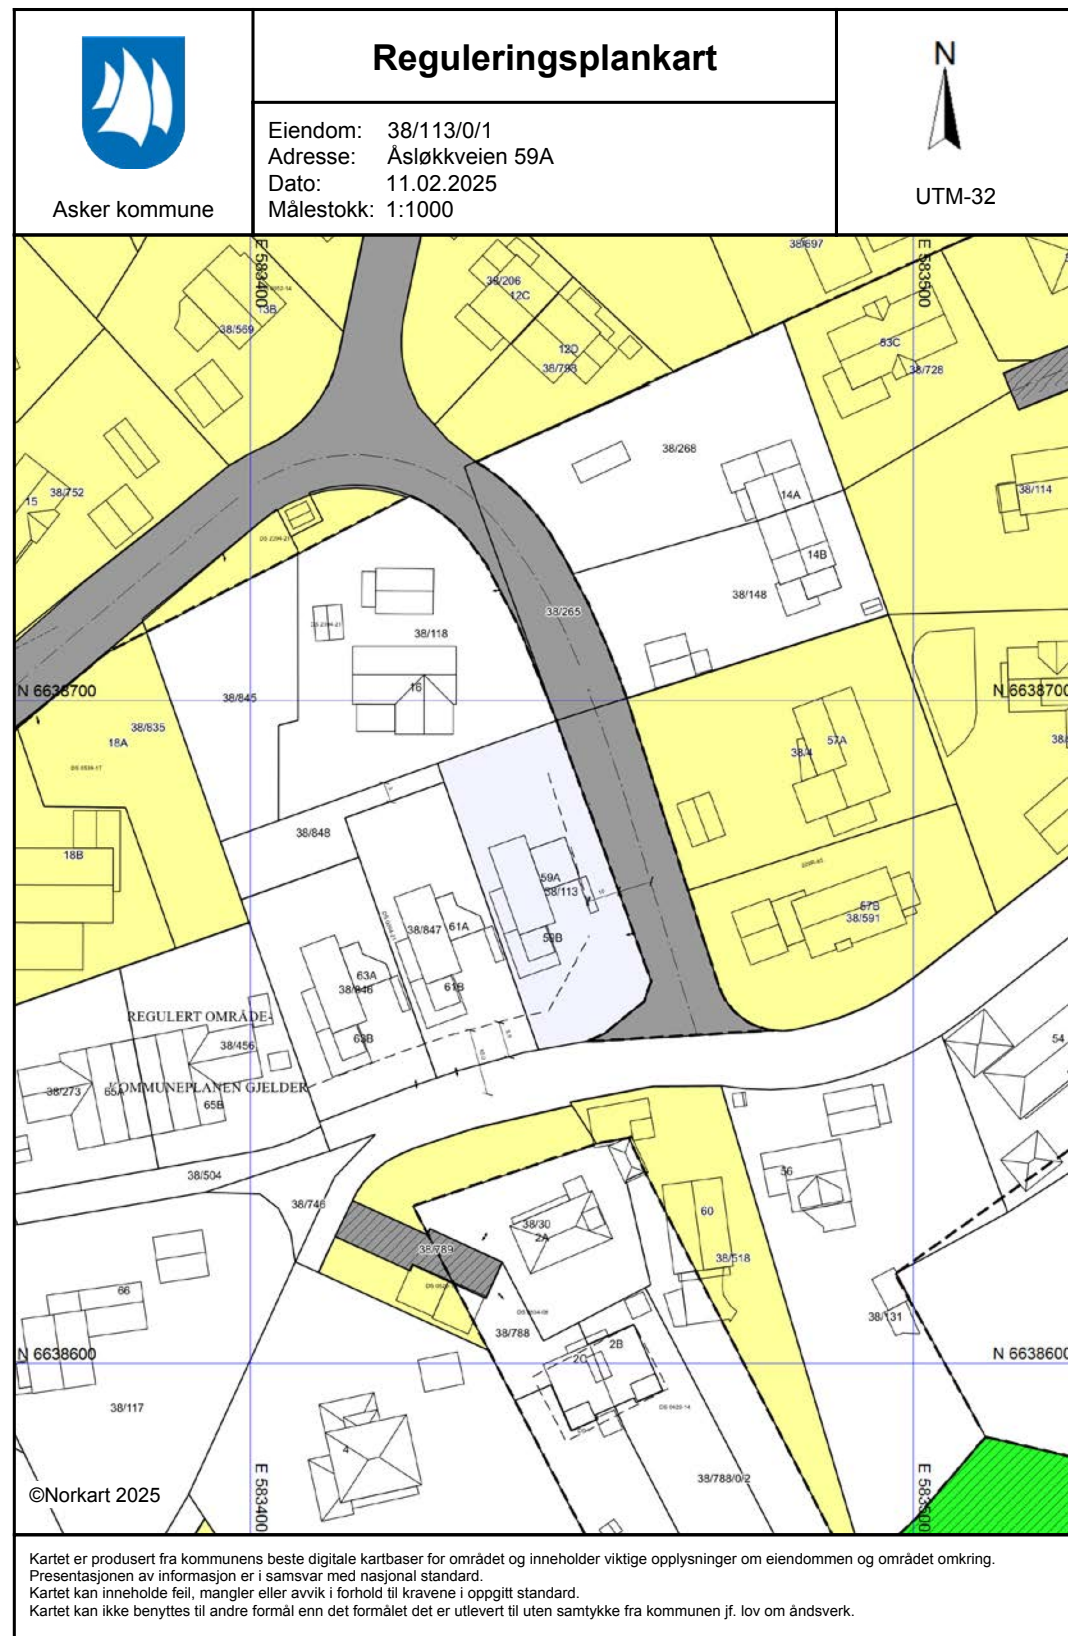 Reguleringsplankart
N
Eiendom: 38/113/0/1
Adresse: Åsløkkveien 59A
Dato: 11.02.2025
Målestokk: 1:1000
Asker kommune
UTM-32
E 583400
E 583500
38/206
12C
38/697
13B
38/569
12D
38/793
53C
38/728
38/268
15
38/752
14A
38/114
14B
38/148
38/265
38/118
16
38/845
N 6638700
N 6638700
38/835
18A
38/4
57A
38/848
18B
59A
38/113
57B
38/591
38/847
61A
59B
63A
38/846
61B
63B
REGULERT OMRÅDE-
38/456
54
KOMMUNEPLANEN GJELDER
38/273
65A
65B
38/504
56
38/746
60
38/30
2A
38/789
38/518
66
38/131
38/788
2B
2C
N 6638600
N 6638600
38/117
4
38/788/0/2
©Norkart 2025
E 583400
E 583500
Kartet er produsert fra kommunens beste digitale kartbaser for området og inneholder viktige opplysninger om eiendommen og området omkring.
Presentasjonen av informasjon er i samsvar med nasjonal standard.
Kartet kan inneholde feil, mangler eller avvik i forhold til kravene i oppgitt standard.
Kartet kan ikke benyttes til andre formål enn det formålet det er utlevert til uten samtykke fra kommunen jf. lov om åndsverk.